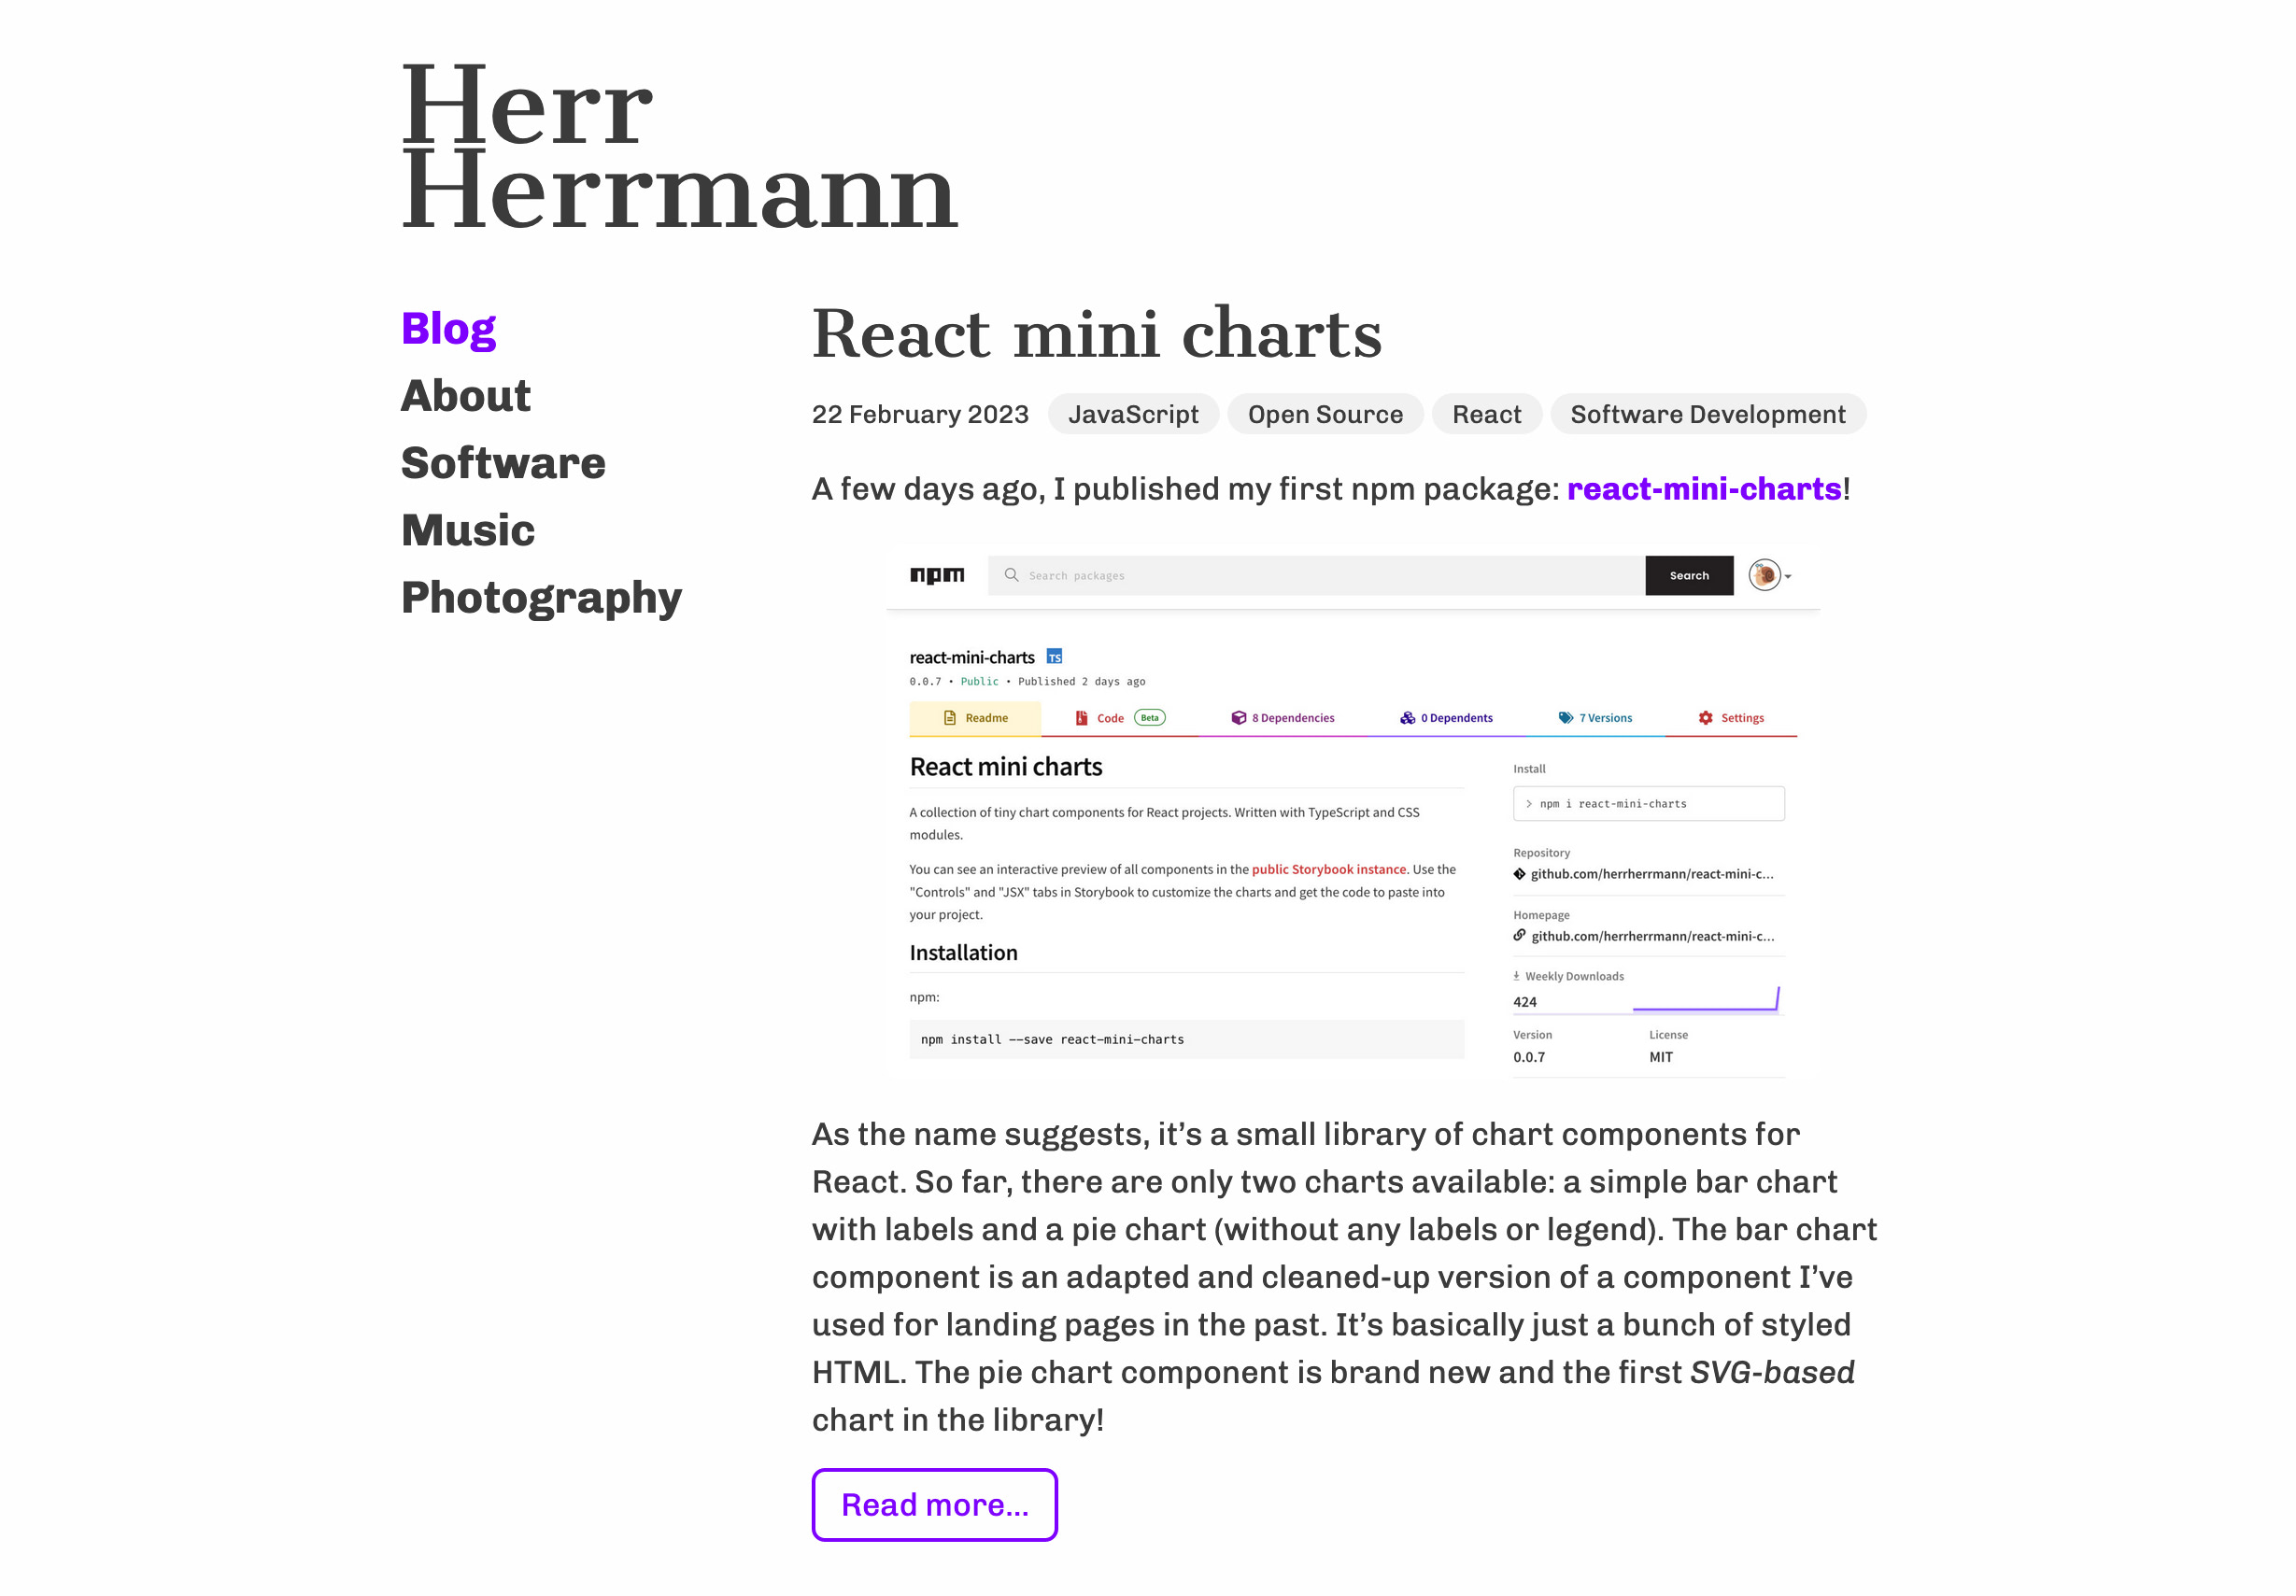 Herr
Herrmann
Blog
About
Software
Music
Photography
React mini charts
22 February 2023 JavaScript Open Source React Software Development
A few days ago, I published my first npm package: react-mini-charts!
npm Search packages Search
react-mini-charts TS
0.0.7 • Public • Published 2 days ago
Readme Code Beta 8 Dependencies 0 Dependents 7 Versions Settings
React mini charts
A collection of tiny chart components for React projects. Written with TypeScript and CSS
modules.
You can see an interactive preview of all components in the public Storybook instance. Use the
"Controls" and "JSX" tabs in Storybook to customize the charts and get the code to paste into
your project.
Installation
npm:
npm install --save react-mini-charts
Install
> npm i react-mini-charts
Repository
github.com/herrherrmann/react-mini-c...
Homepage
github.com/herrherrmann/react-mini-c...
Weekly Downloads
424
Version License
0.0.7 MIT
As the name suggests, it’s a small library of chart components for
React. So far, there are only two charts available: a simple bar chart
with labels and a pie chart (without any labels or legend). The bar chart
component is an adapted and cleaned-up version of a component I’ve
used for landing pages in the past. It’s basically just a bunch of styled
HTML. The pie chart component is brand new and the first SVG-based
chart in the library!
Read more…